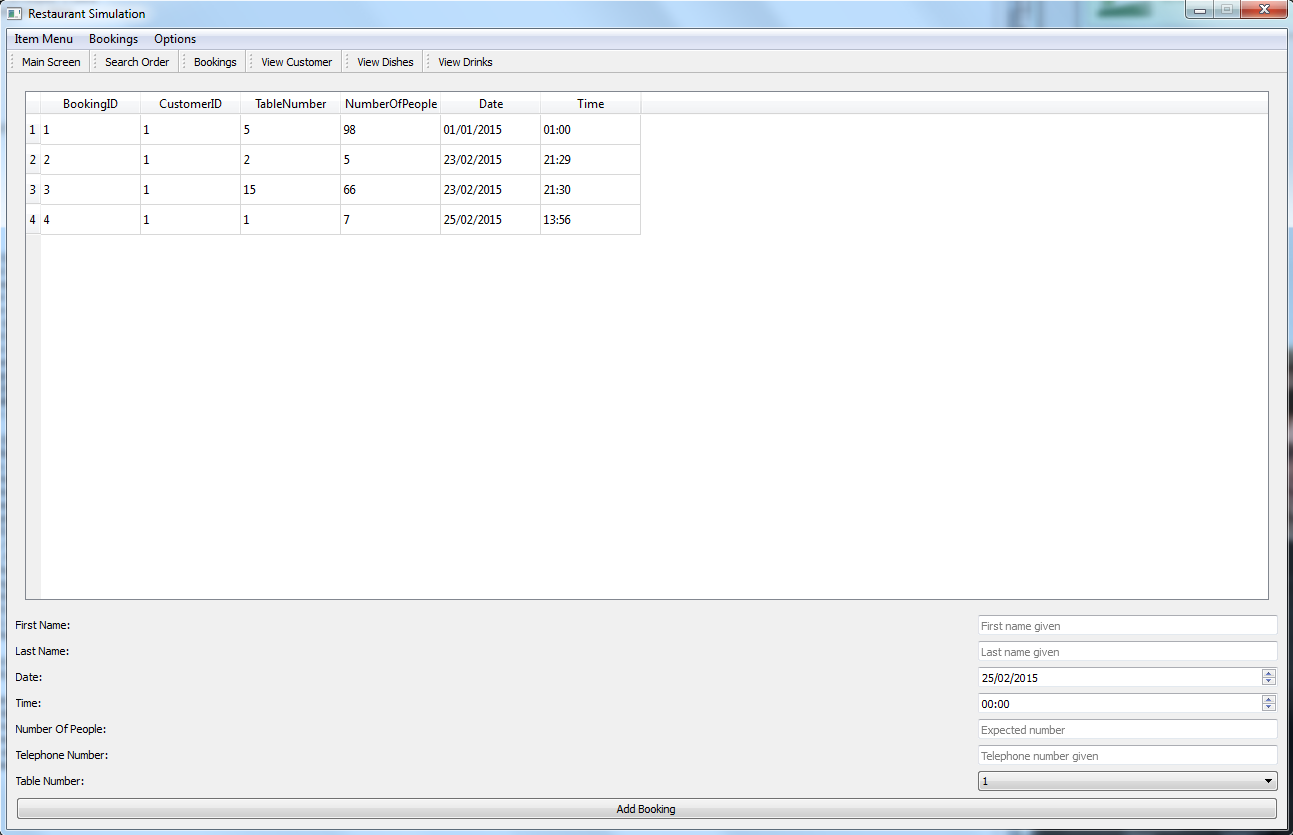 Restaurant Simulation
Item Menu Bookings Options
Main Screen Search Order Bookings View Customer View Dishes View Drinks
BookingID CustomerID TableNumber NumberOfPeople Date Time
1 1 1 5 98 01/01/2015 01:00
2 2 1 2 5 23/02/2015 21:29
3 3 1 15 66 23/02/2015 21:30
4 4 1 1 7 25/02/2015 13:56
First Name: First name given
Last Name: Last name given
Date: 25/02/2015
Time: 00:00
Number Of People: Expected number
Telephone Number: Telephone number given
Table Number: 1
Add Booking